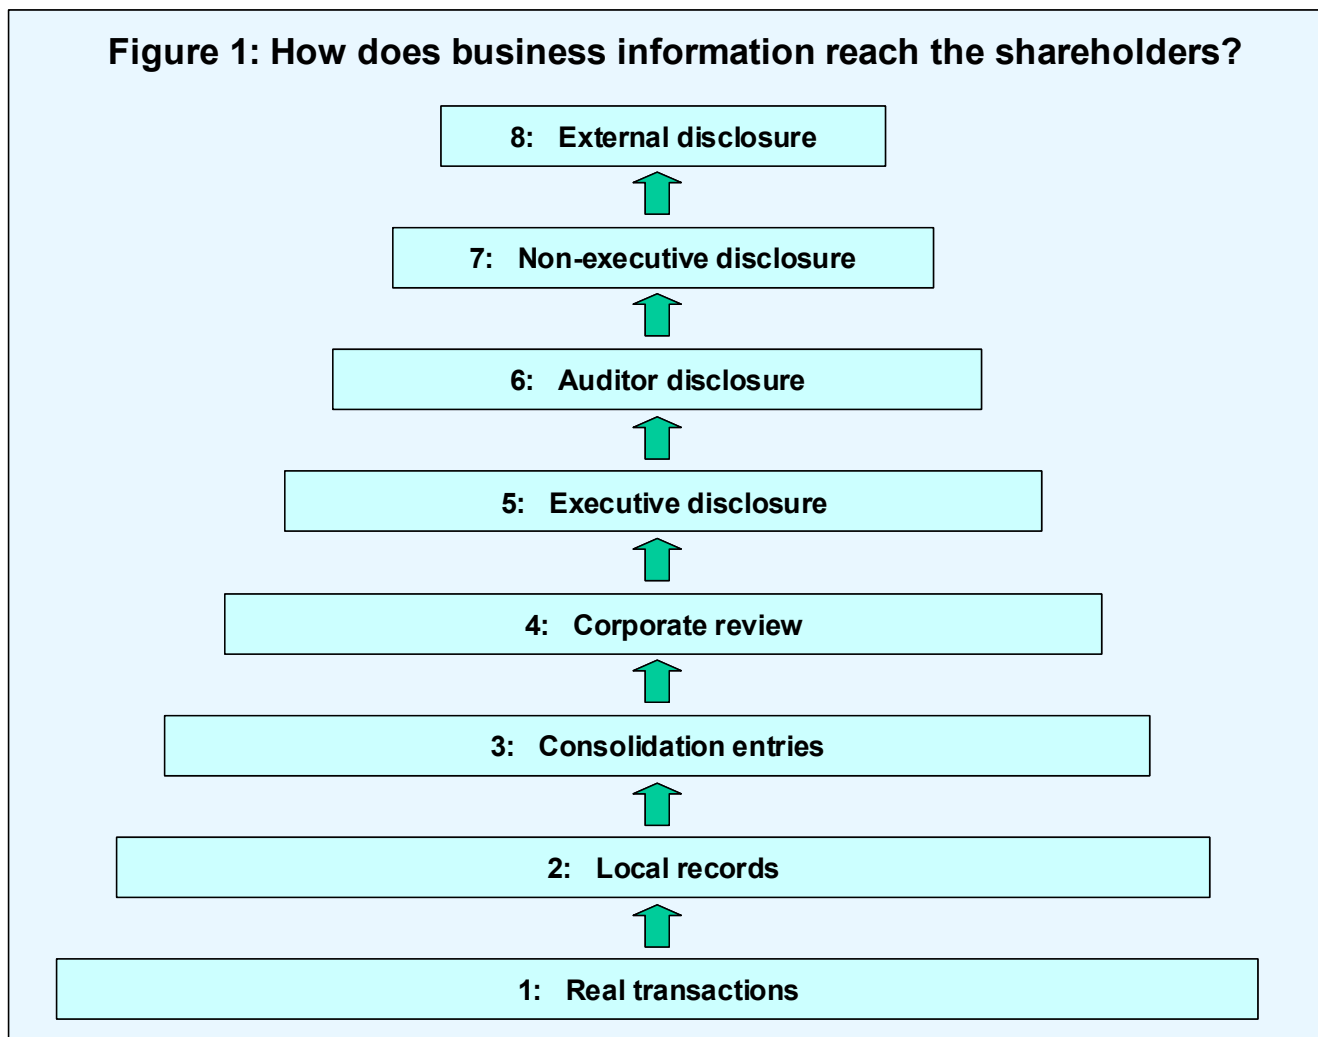 Figure 1: How does business information reach the shareholders?
8: External disclosure
7: Non-executive disclosure
6: Auditor disclosure
5: Executive disclosure
4: Corporate review
3: Consolidation entries
2: Local records
1: Real transactions